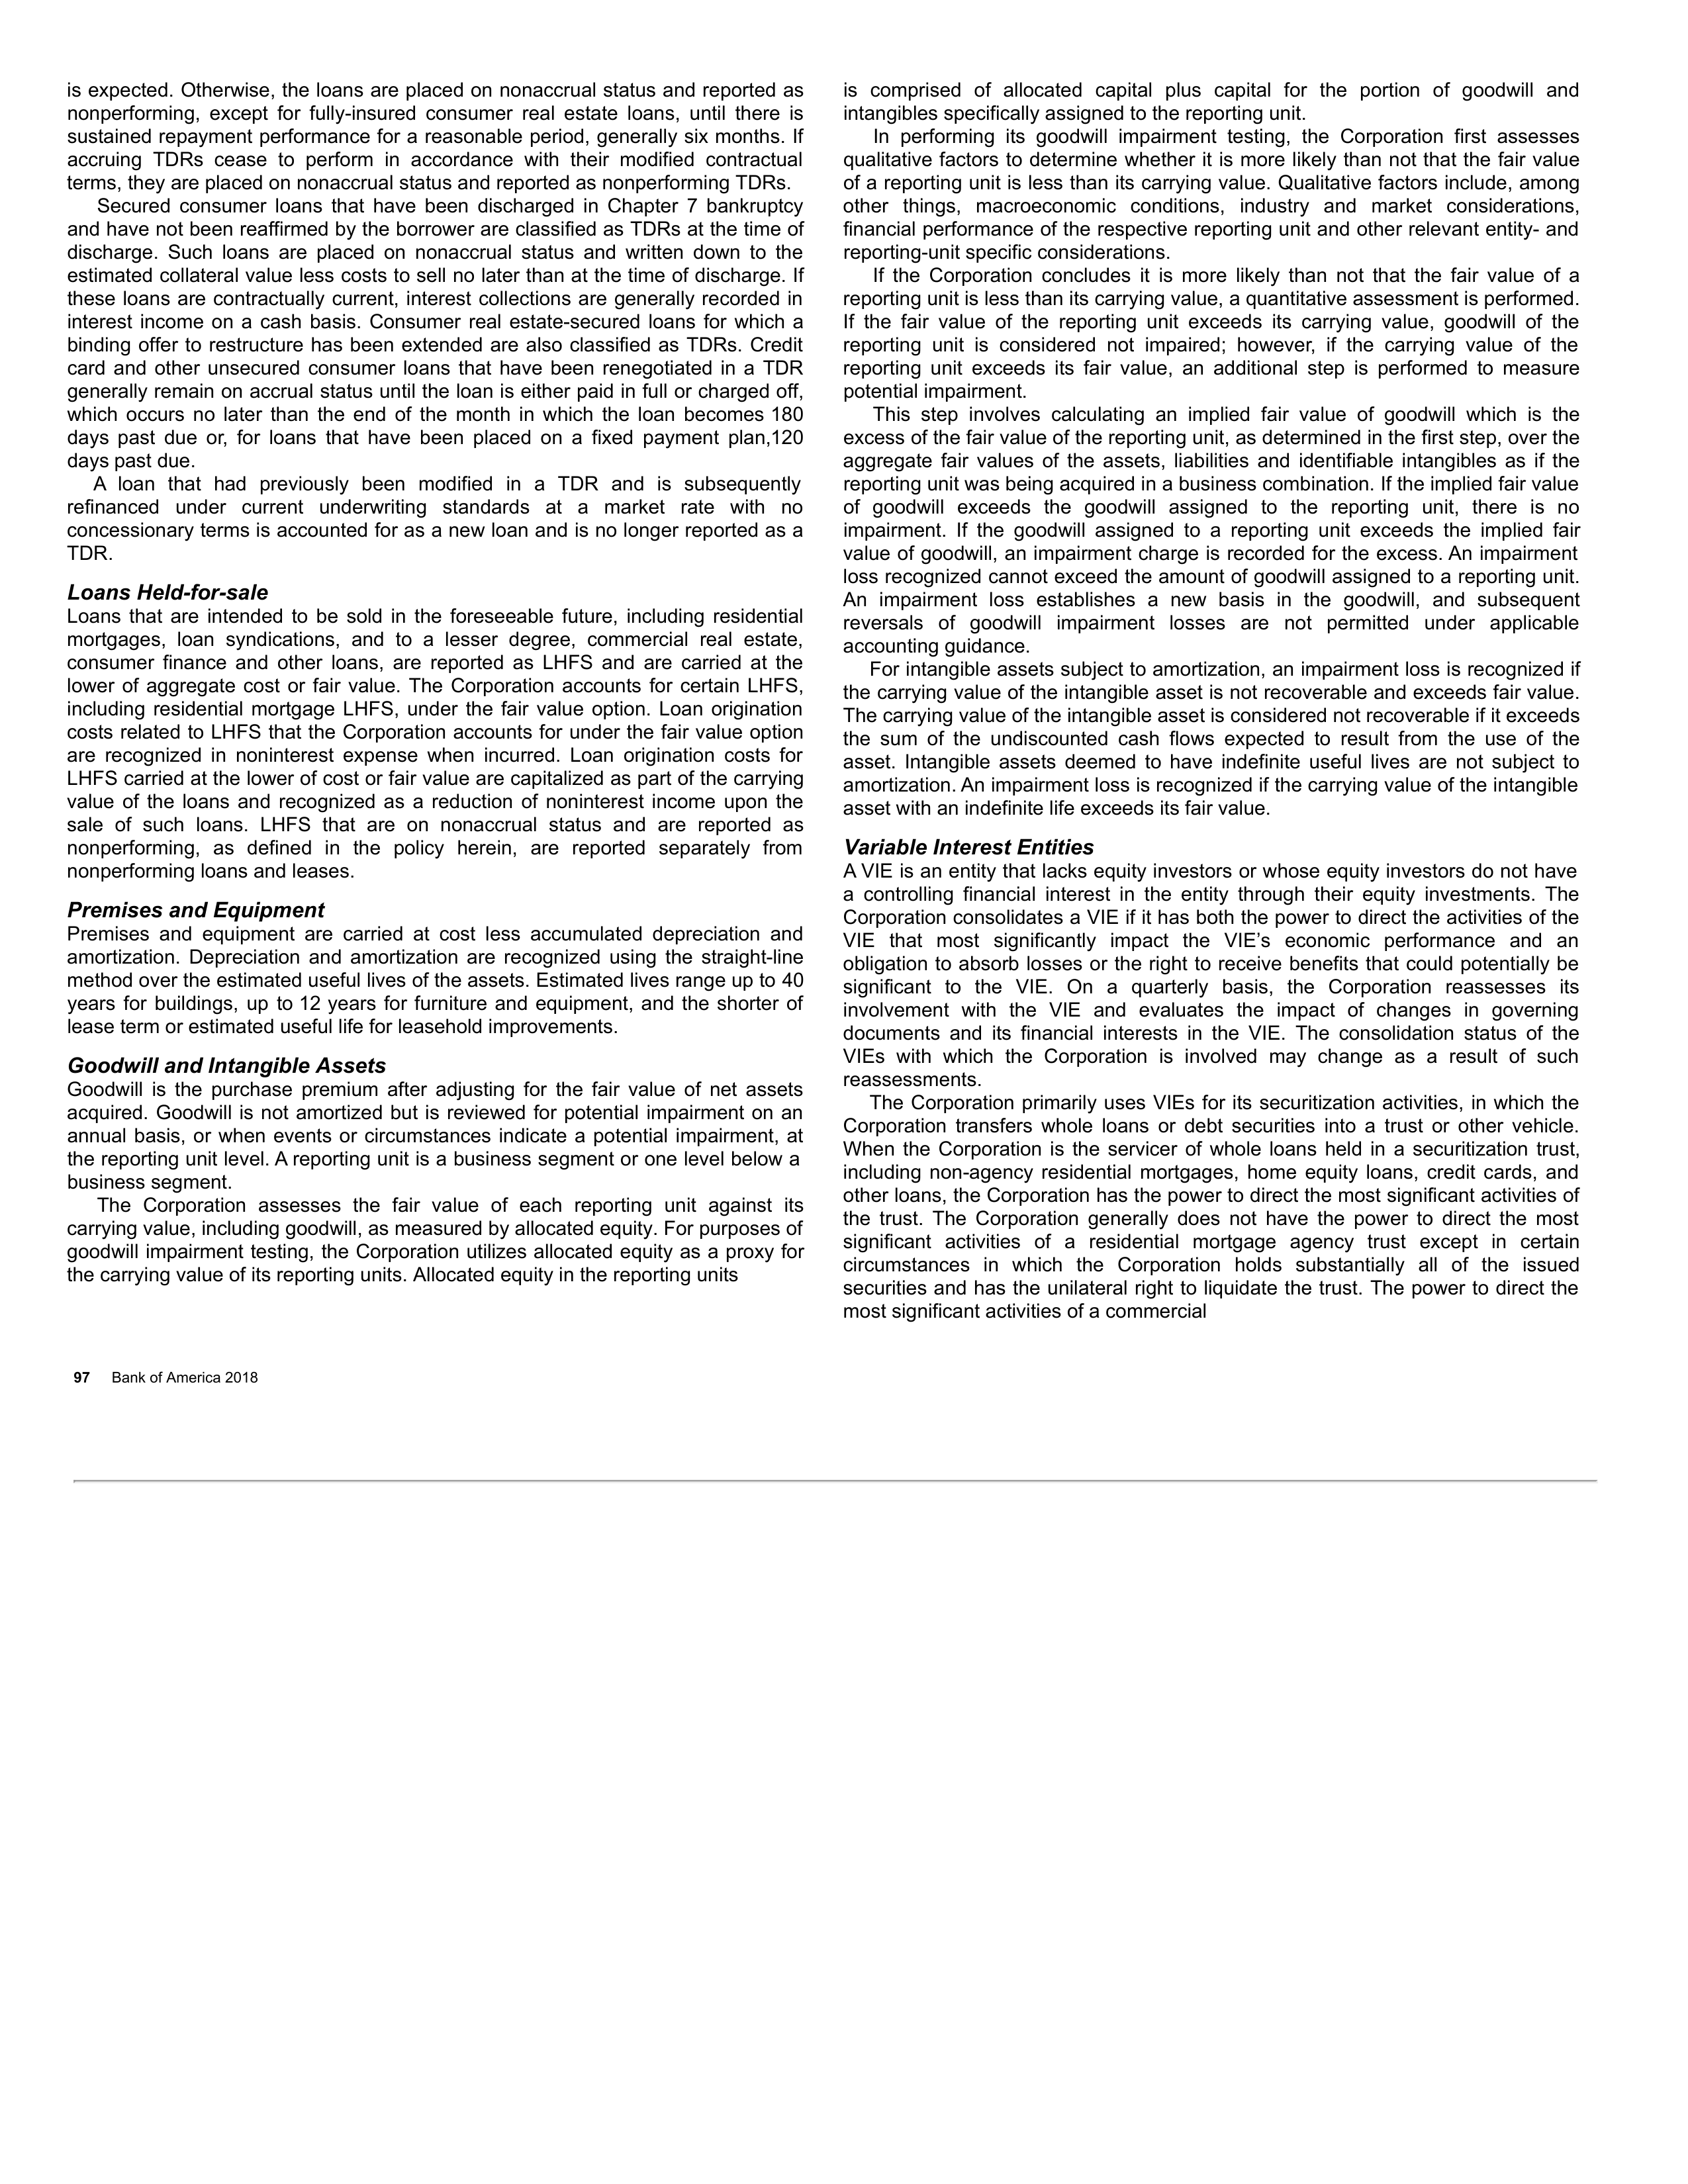 is expected. Otherwise, the loans are placed on nonaccrual status and reported as
nonperforming, except for fully-insured consumer real estate loans, until there is
sustained repayment performance for a reasonable period, generally six months. If
accruing TDRs cease to perform in accordance with their modified contractual
terms, they are placed on nonaccrual status and reported as nonperforming TDRs.
Secured consumer loans that have been discharged in Chapter 7 bankruptcy
and have not been reaffirmed by the borrower are classified as TDRs at the time of
discharge. Such loans are placed on nonaccrual status and written down to the
estimated collateral value less costs to sell no later than at the time of discharge. If
these loans are contractually current, interest collections are generally recorded in
interest income on a cash basis. Consumer real estate-secured loans for which a
binding offer to restructure has been extended are also classified as TDRs. Credit
card and other unsecured consumer loans that have been renegotiated in a TDR
generally remain on accrual status until the loan is either paid in full or charged off,
which occurs no later than the end of the month in which the loan becomes 180
days past due or, for loans that have been placed on a fixed payment plan,120
days past due.
A loan that had previously been modified in a TDR and is subsequently
refinanced under current underwriting standards at a market rate with no
concessionary terms is accounted for as a new loan and is no longer reported as a
TDR.
Loans Held-for-sale
Loans that are intended to be sold in the foreseeable future, including residential
mortgages, loan syndications, and to a lesser degree, commercial real estate,
consumer finance and other loans, are reported as LHFS and are carried at the
lower of aggregate cost or fair value. The Corporation accounts for certain LHFS,
including residential mortgage LHFS, under the fair value option. Loan origination
costs related to LHFS that the Corporation accounts for under the fair value option
are recognized in noninterest expense when incurred. Loan origination costs for
LHFS carried at the lower of cost or fair value are capitalized as part of the carrying
value of the loans and recognized as a reduction of noninterest income upon the
sale of such loans. LHFS that are on nonaccrual status and are reported as
nonperforming, as defined in the policy herein, are reported separately from
nonperforming loans and leases.
Premises and Equipment
Premises and equipment are carried at cost less accumulated depreciation and
amortization. Depreciation and amortization are recognized using the straight-line
method over the estimated useful lives of the assets. Estimated lives range up to 40
years for buildings, up to 12 years for furniture and equipment, and the shorter of
lease term or estimated useful life for leasehold improvements.
Goodwill and Intangible Assets
Goodwill is the purchase premium after adjusting for the fair value of net assets
acquired. Goodwill is not amortized but is reviewed for potential impairment on an
annual basis, or when events or circumstances indicate a potential impairment, at
the reporting unit level. A reporting unit is a business segment or one level below a
business segment.
The Corporation assesses the fair value of each reporting unit against its
carrying value, including goodwill, as measured by allocated equity. For purposes of
goodwill impairment testing, the Corporation utilizes allocated equity as a proxy for
the carrying value of its reporting units. Allocated equity in the reporting units
is comprised of allocated capital plus capital for the portion of goodwill and
intangibles specifically assigned to the reporting unit.
In performing its goodwill impairment testing, the Corporation first assesses
qualitative factors to determine whether it is more likely than not that the fair value
of a reporting unit is less than its carrying value. Qualitative factors include, among
other things, macroeconomic conditions, industry and market considerations,
financial performance of the respective reporting unit and other relevant entity- and
reporting-unit specific considerations.
If the Corporation concludes it is more likely than not that the fair value of a
reporting unit is less than its carrying value, a quantitative assessment is performed.
If the fair value of the reporting unit exceeds its carrying value, goodwill of the
reporting unit is considered not impaired; however, if the carrying value of the
reporting unit exceeds its fair value, an additional step is performed to measure
potential impairment.
This step involves calculating an implied fair value of goodwill which is the
excess of the fair value of the reporting unit, as determined in the first step, over the
aggregate fair values of the assets, liabilities and identifiable intangibles as if the
reporting unit was being acquired in a business combination. If the implied fair value
of goodwill exceeds the goodwill assigned to the reporting unit, there is no
impairment. If the goodwill assigned to a reporting unit exceeds the implied fair
value of goodwill, an impairment charge is recorded for the excess. An impairment
loss recognized cannot exceed the amount of goodwill assigned to a reporting unit.
An impairment loss establishes a new basis in the goodwill, and subsequent
reversals of goodwill impairment losses are not permitted under applicable
accounting guidance.
For intangible assets subject to amortization, an impairment loss is recognized if
the carrying value of the intangible asset is not recoverable and exceeds fair value.
The carrying value of the intangible asset is considered not recoverable if it exceeds
the sum of the undiscounted cash flows expected to result from the use of the
asset. Intangible assets deemed to have indefinite useful lives are not subject to
amortization. An impairment loss is recognized if the carrying value of the intangible
asset with an indefinite life exceeds its fair value.
Variable Interest Entities
A VIE is an entity that lacks equity investors or whose equity investors do not have
a controlling financial interest in the entity through their equity investments. The
Corporation consolidates a VIE if it has both the power to direct the activities of the
VIE that most significantly impact the VIE’s economic performance and an
obligation to absorb losses or the right to receive benefits that could potentially be
significant to the VIE. On a quarterly basis, the Corporation reassesses its
involvement with the VIE and evaluates the impact of changes in governing
documents and its financial interests in the VIE. The consolidation status of the
VIEs with which the Corporation is involved may change as a result of such
reassessments.
The Corporation primarily uses VIEs for its securitization activities, in which the
Corporation transfers whole loans or debt securities into a trust or other vehicle.
When the Corporation is the servicer of whole loans held in a securitization trust,
including non-agency residential mortgages, home equity loans, credit cards, and
other loans, the Corporation has the power to direct the most significant activities of
the trust. The Corporation generally does not have the power to direct the most
significant activities of a residential mortgage agency trust except in certain
circumstances in which the Corporation holds substantially all of the issued
securities and has the unilateral right to liquidate the trust. The power to direct the
most significant activities of a commercial
97 Bank of America 2018